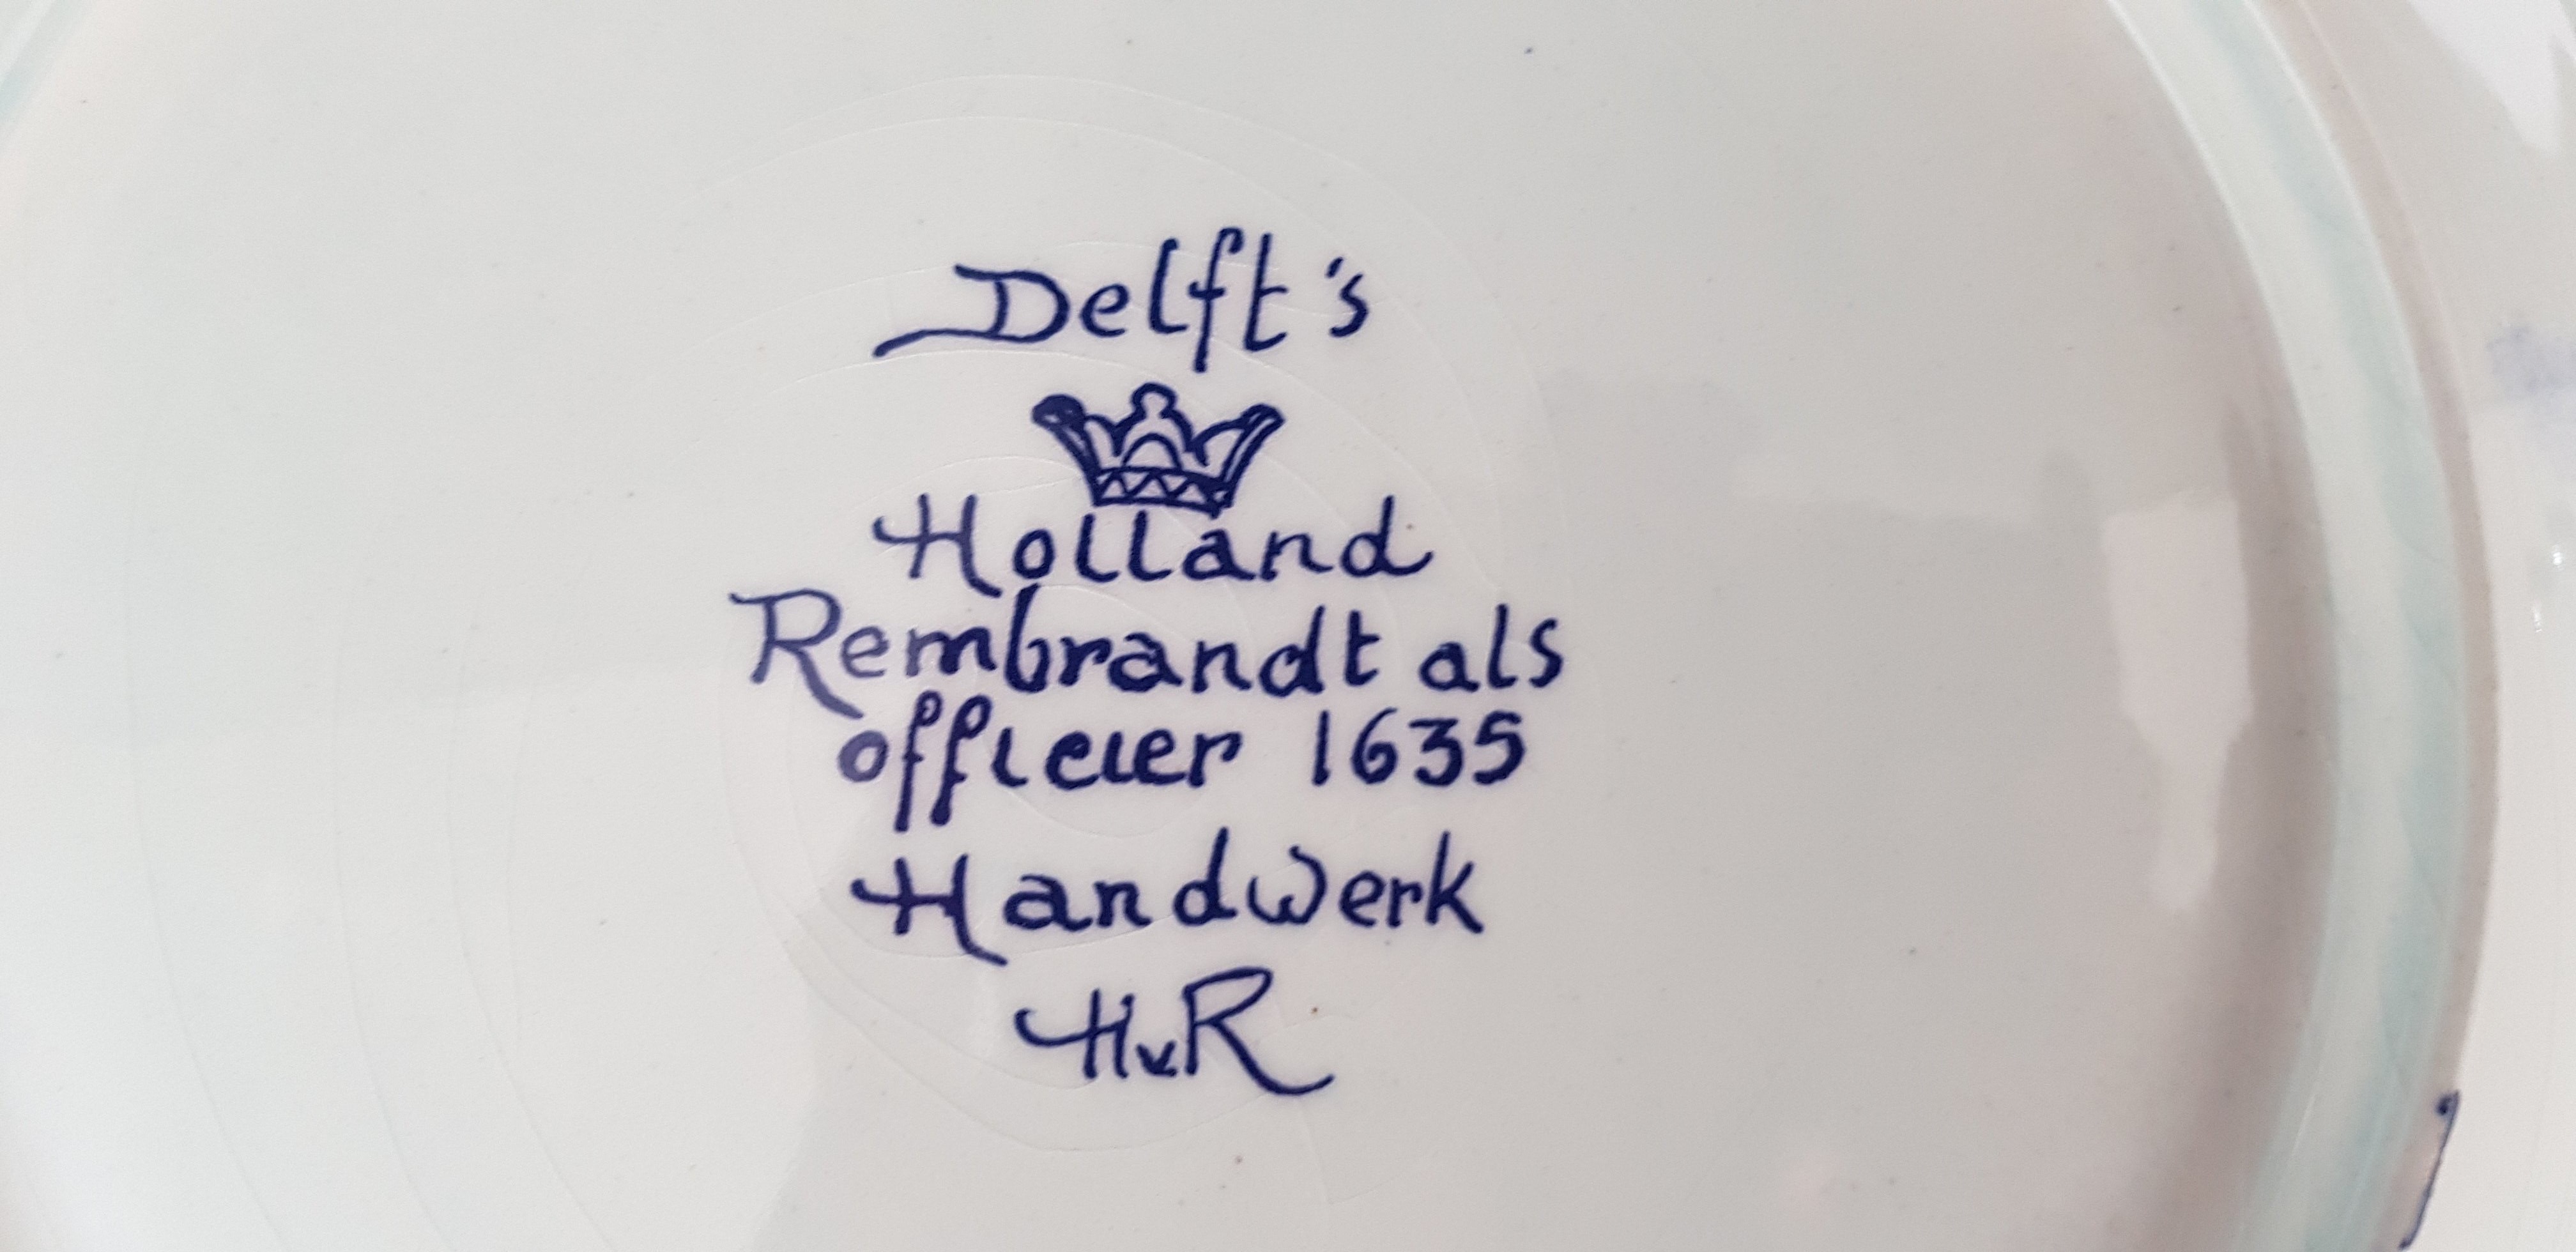 Delft's
Holland
Rembrandt als
officier 1635
Handwerk
HvR